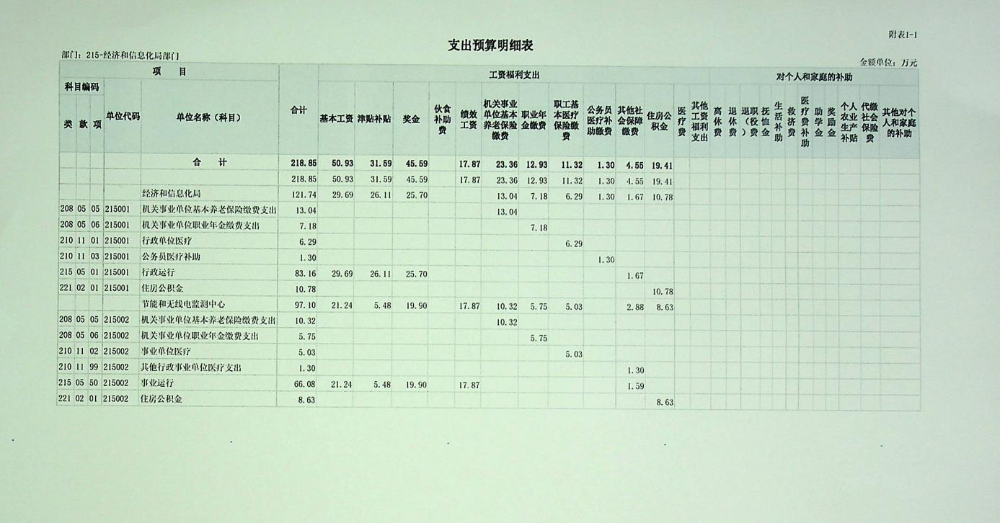 附表1-1
支出预算明细表
部门：215-经济和信息化局部门
金额单位：万元
项 目 合计 工资福利支出 对个人和家庭的补助
科目编码 单位代码 单位名称（科目）
类 款 项
基本工资 津贴补贴 奖金 伙食补助费 绩效工资 机关事业单位基本养老保险缴费 职业年金缴费 职工基本医疗保险缴费 公务员医疗补助缴费 其他社会保障缴费 住房公积金 医疗费 其他工资福利支出 离休费 退休费 退职（役）费 抚恤金 生活补助 救济费 医疗费补助 助学金 奖励金 个人农业生产补贴 代缴社会保险费 其他对个人和家庭的补助
合 计 218.85 50.93 31.59 45.59 17.87 23.36 12.93 11.32 1.30 4.55 19.41
218.85 50.93 31.59 45.59 17.87 23.36 12.93 11.32 1.30 4.55 19.41
经济和信息化局 121.74 29.69 26.11 25.70 13.04 7.18 6.29 1.30 1.67 10.78
208 05 05 215001 机关事业单位基本养老保险缴费支出 13.04 13.04
208 05 06 215001 机关事业单位职业年金缴费支出 7.18 7.18
210 11 01 215001 行政单位医疗 6.29 6.29
210 11 03 215001 公务员医疗补助 1.30 1.30
215 05 01 215001 行政运行 83.16 29.69 26.11 25.70 1.67
221 02 01 215001 住房公积金 10.78 10.78
节能和无线电监测中心 97.10 21.24 5.48 19.90 17.87 10.32 5.75 5.03 2.88 8.63
208 05 05 215002 机关事业单位基本养老保险缴费支出 10.32 10.32
208 05 06 215002 机关事业单位职业年金缴费支出 5.75 5.75
210 11 02 215002 事业单位医疗 5.03 5.03
210 11 99 215002 其他行政事业单位医疗支出 1.30 1.30
215 05 50 215002 事业运行 66.08 21.24 5.48 19.90 17.87 1.59
221 02 01 215002 住房公积金 8.63 8.63